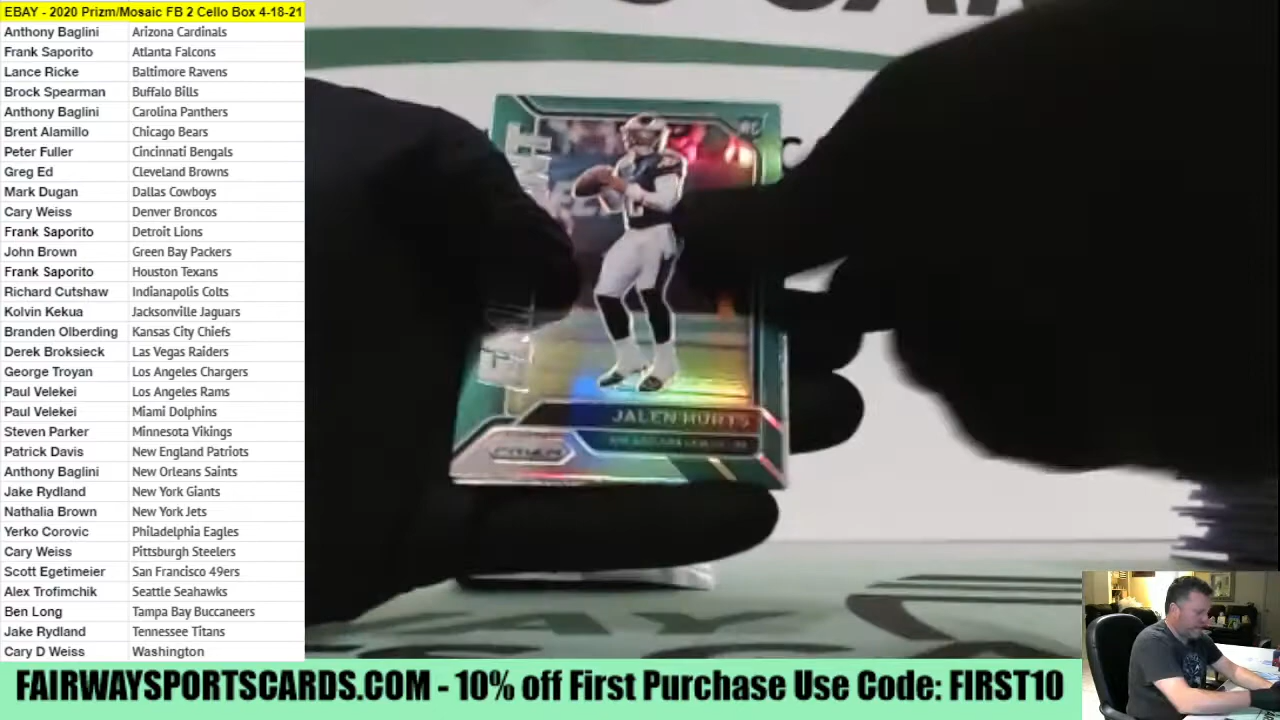 EBAY - 2020 Prizm/Mosaic FB 2 Cello Box 4-18-21
Anthony Baglini Arizona Cardinals
Frank Saporito Atlanta Falcons
Lance Ricke Baltimore Ravens
Brock Spearman Buffalo Bills
Anthony Baglini Carolina Panthers
Brent Alamillo Chicago Bears
Peter Fuller Cincinnati Bengals
Greg Ed Cleveland Browns
Mark Dugan Dallas Cowboys
Cary Weiss Denver Broncos
Frank Saporito Detroit Lions
John Brown Green Bay Packers
Frank Saporito Houston Texans
Richard Cutshaw Indianapolis Colts
Kolvin Kekua Jacksonville Jaguars
Branden Olberding Kansas City Chiefs
Derek Broksieck Las Vegas Raiders
George Troyan Los Angeles Chargers
Paul Velekei Los Angeles Rams
Paul Velekei Miami Dolphins
Steven Parker Minnesota Vikings
Patrick Davis New England Patriots
Anthony Baglini New Orleans Saints
Jake Rydland New York Giants
Nathalia Brown New York Jets
Yerko Corovic Philadelphia Eagles
Cary Weiss Pittsburgh Steelers
Scott Egetimeier San Francisco 49ers
Alex Trofimchik Seattle Seahawks
Ben Long Tampa Bay Buccaneers
Jake Rydland Tennessee Titans
Cary D Weiss Washington
RC
JALEN HURTS
PRIZM
FAIRWAYSPORTSCARDS.COM - 10% off First Purchase Use Code: FIRST10